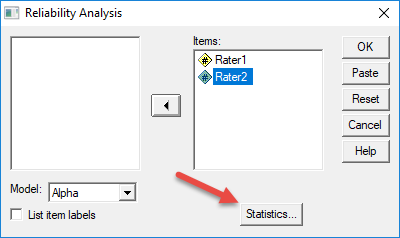 Reliability Analysis
Items:
Rater1
Rater2
OK
Paste
Reset
Cancel
Help
Model:
Alpha
List item labels
Statistics...